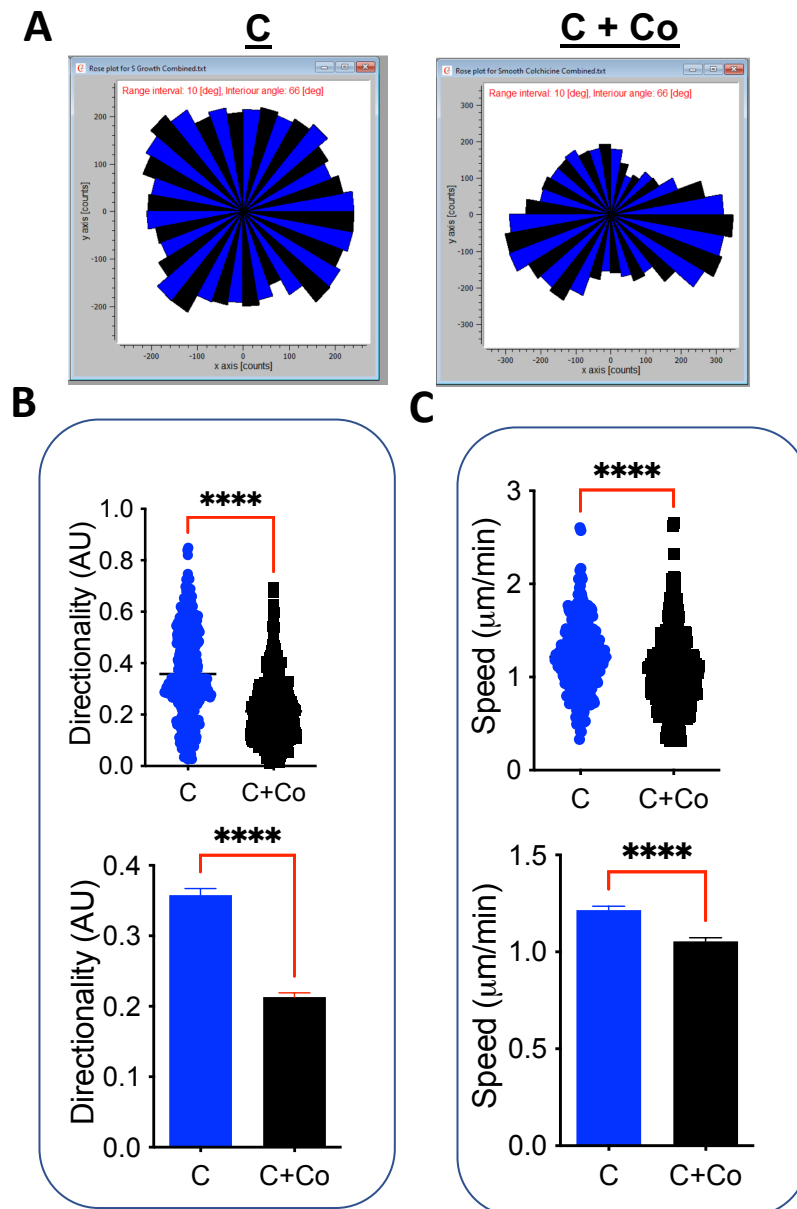 A
C
C + Co
Rose plot for S Growth Combined.txt
Range interval: 10 [deg], Interiour angle: 66 [deg]
200
100
0
-100
-200
y axis [counts]
-200 -100 0 100 200
x axis [counts]
Rose plot for Smooth Colchicine Combined.txt
Range interval: 10 [deg], Interiour angle: 66 [deg]
300
200
100
0
-100
-200
-300
y axis [counts]
-300 -200 -100 0 100 200 300
x axis [counts]
B
****
1.0
0.8
0.6
0.4
0.2
0.0
Directionality (AU)
C C+Co
****
0.4
0.3
0.2
0.1
0.0
Directionality (AU)
C C+Co
C
****
3
2
1
0
Speed (μm/min)
C C+Co
****
1.5
1.0
0.5
0.0
Speed (μm/min)
C C+Co